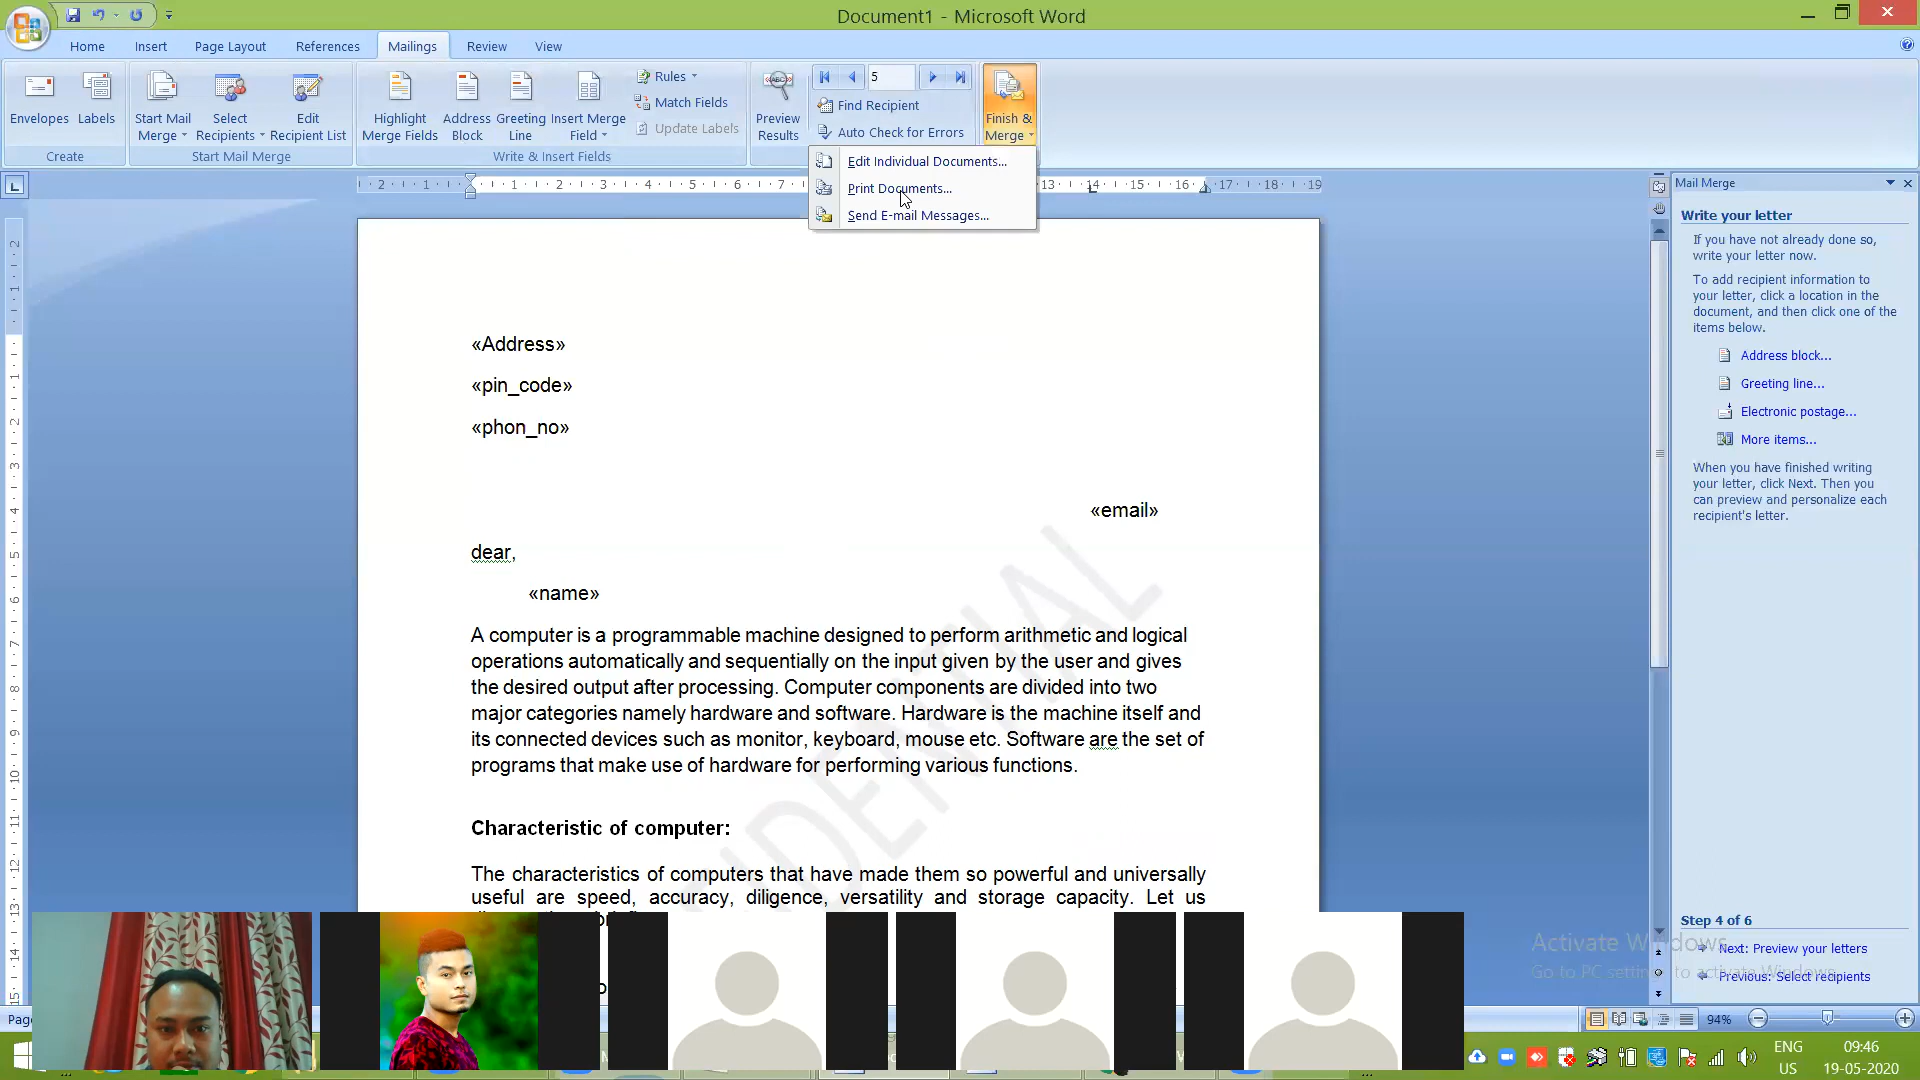 Document1 - Microsoft Word
Home Insert Page Layout References Mailings Review View
Envelopes Labels
Create
Start Mail Merge
Select Recipients
Edit Recipient List
Start Mail Merge
Highlight Merge Fields
Address Block
Greeting Line
Insert Merge Field
Rules
Match Fields
Update Labels
Write & Insert Fields
ABC
Preview Results
5
Find Recipient
Auto Check for Errors
Finish & Merge
Edit Individual Documents...
Print Documents...
Send E-mail Messages...
«Address»
«pin_code»
«phon_no»
«email»
dear,
«name»
A computer is a programmable machine designed to perform arithmetic and logical
operations automatically and sequentially on the input given by the user and gives
the desired output after processing. Computer components are divided into two
major categories namely hardware and software. Hardware is the machine itself and
its connected devices such as monitor, keyboard, mouse etc. Software are the set of
programs that make use of hardware for performing various functions.
Characteristic of computer:
The characteristics of computers that have made them so powerful and universally
useful are speed, accuracy, diligence, versatility and storage capacity. Let us
Mail Merge
Write your letter
If you have not already done so,
write your letter now.
To add recipient information to
your letter, click a location in the
document, and then click one of the
items below.
Address block...
Greeting line...
Electronic postage...
More items...
When you have finished writing
your letter, click Next. Then you
can preview and personalize each
recipient's letter.
Step 4 of 6
Next: Preview your letters
Previous: Select recipients
Activate Windows
Go to PC settings to activate Windows.
94%
ENG
US
09:46
19-05-2020